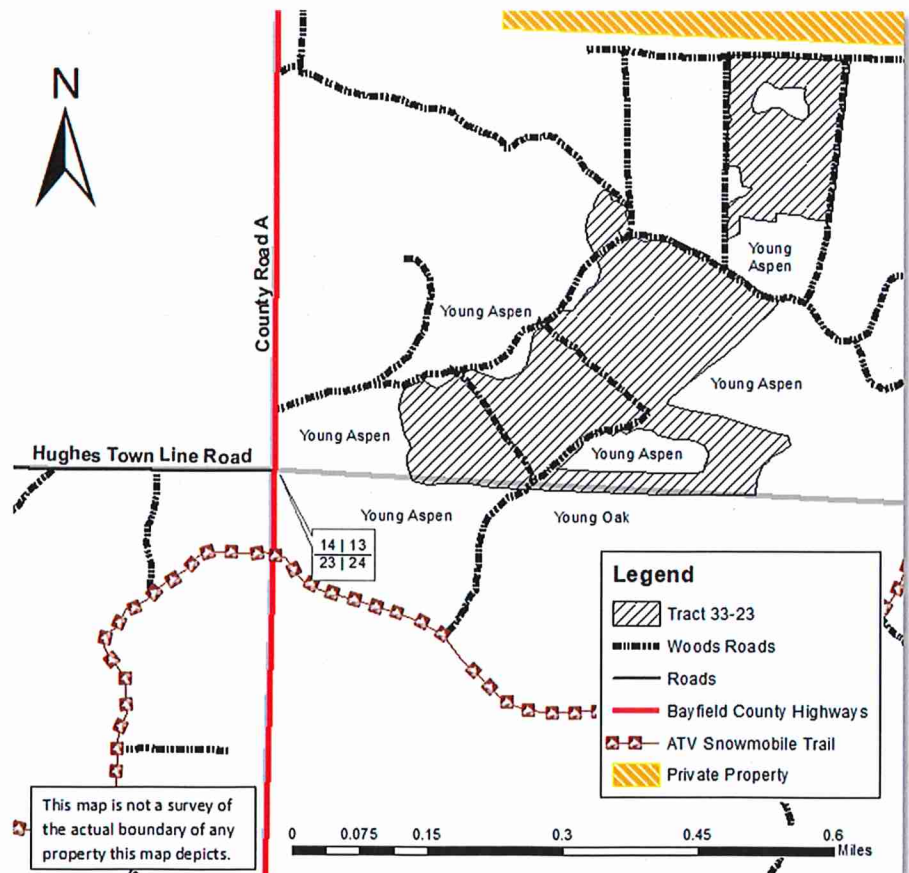 N
County Road A
Young
Aspen
Young Aspen
Young Aspen
Young Aspen
Hughes Town Line Road
Young Aspen
Young Aspen
Young Oak
14 | 13
23 | 24
Legend
Tract 33-23
Woods Roads
Roads
Bayfield County Highways
ATV Snowmobile Trail
Private Property
This map is not a survey of
the actual boundary of any
property this map depicts.
0 0.075 0.15 0.3 0.45 0.6
Miles